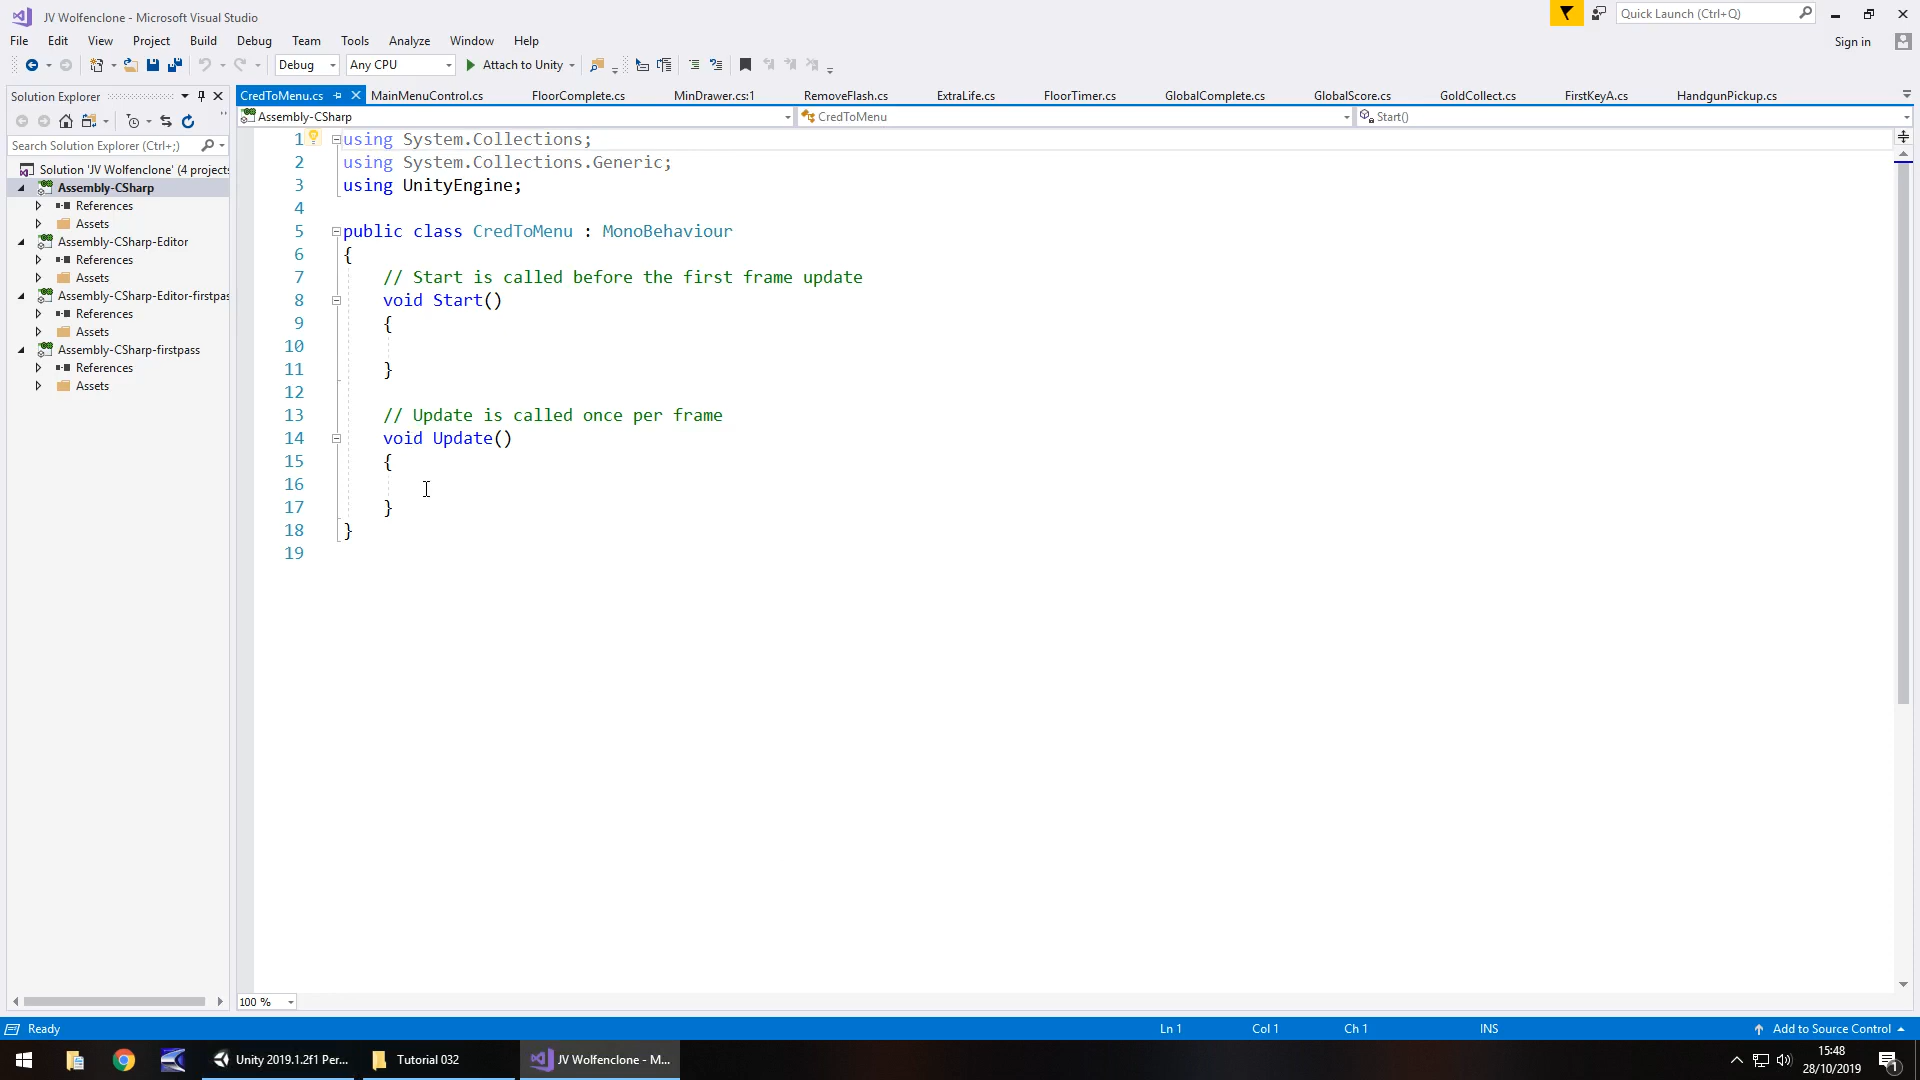 JV Wolfenclone - Microsoft Visual Studio
Quick Launch (Ctrl+Q)
File Edit View Project Build Debug Team Tools Analyze Window Help
Sign in
Debug Any CPU Attach to Unity
Solution Explorer
CredToMenu.cs MainMenuControl.cs FloorComplete.cs MinDrawer.cs:1 RemoveFlash.cs ExtraLife.cs FloorTimer.cs GlobalComplete.cs GlobalScore.cs GoldCollect.cs FirstKeyA.cs HandgunPickup.cs
Assembly-CSharp CredToMenu Start()
Search Solution Explorer (Ctrl+;)
Solution 'JV Wolfenclone' (4 projects
Assembly-CSharp
References
Assets
Assembly-CSharp-Editor
References
Assets
Assembly-CSharp-Editor-firstpas
References
Assets
Assembly-CSharp-firstpass
References
Assets
1 using System.Collections;
2 using System.Collections.Generic;
3 using UnityEngine;
4
5 public class CredToMenu : MonoBehaviour
6 {
7 // Start is called before the first frame update
8 void Start()
9 {
10
11 }
12
13 // Update is called once per frame
14 void Update()
15 {
16
17 }
18 }
19
100 %
Ready Ln 1 Col 1 Ch 1 INS Add to Source Control
Unity 2019.1.2f1 Per... Tutorial 032 JV Wolfenclone - M...
15:48
28/10/2019
1